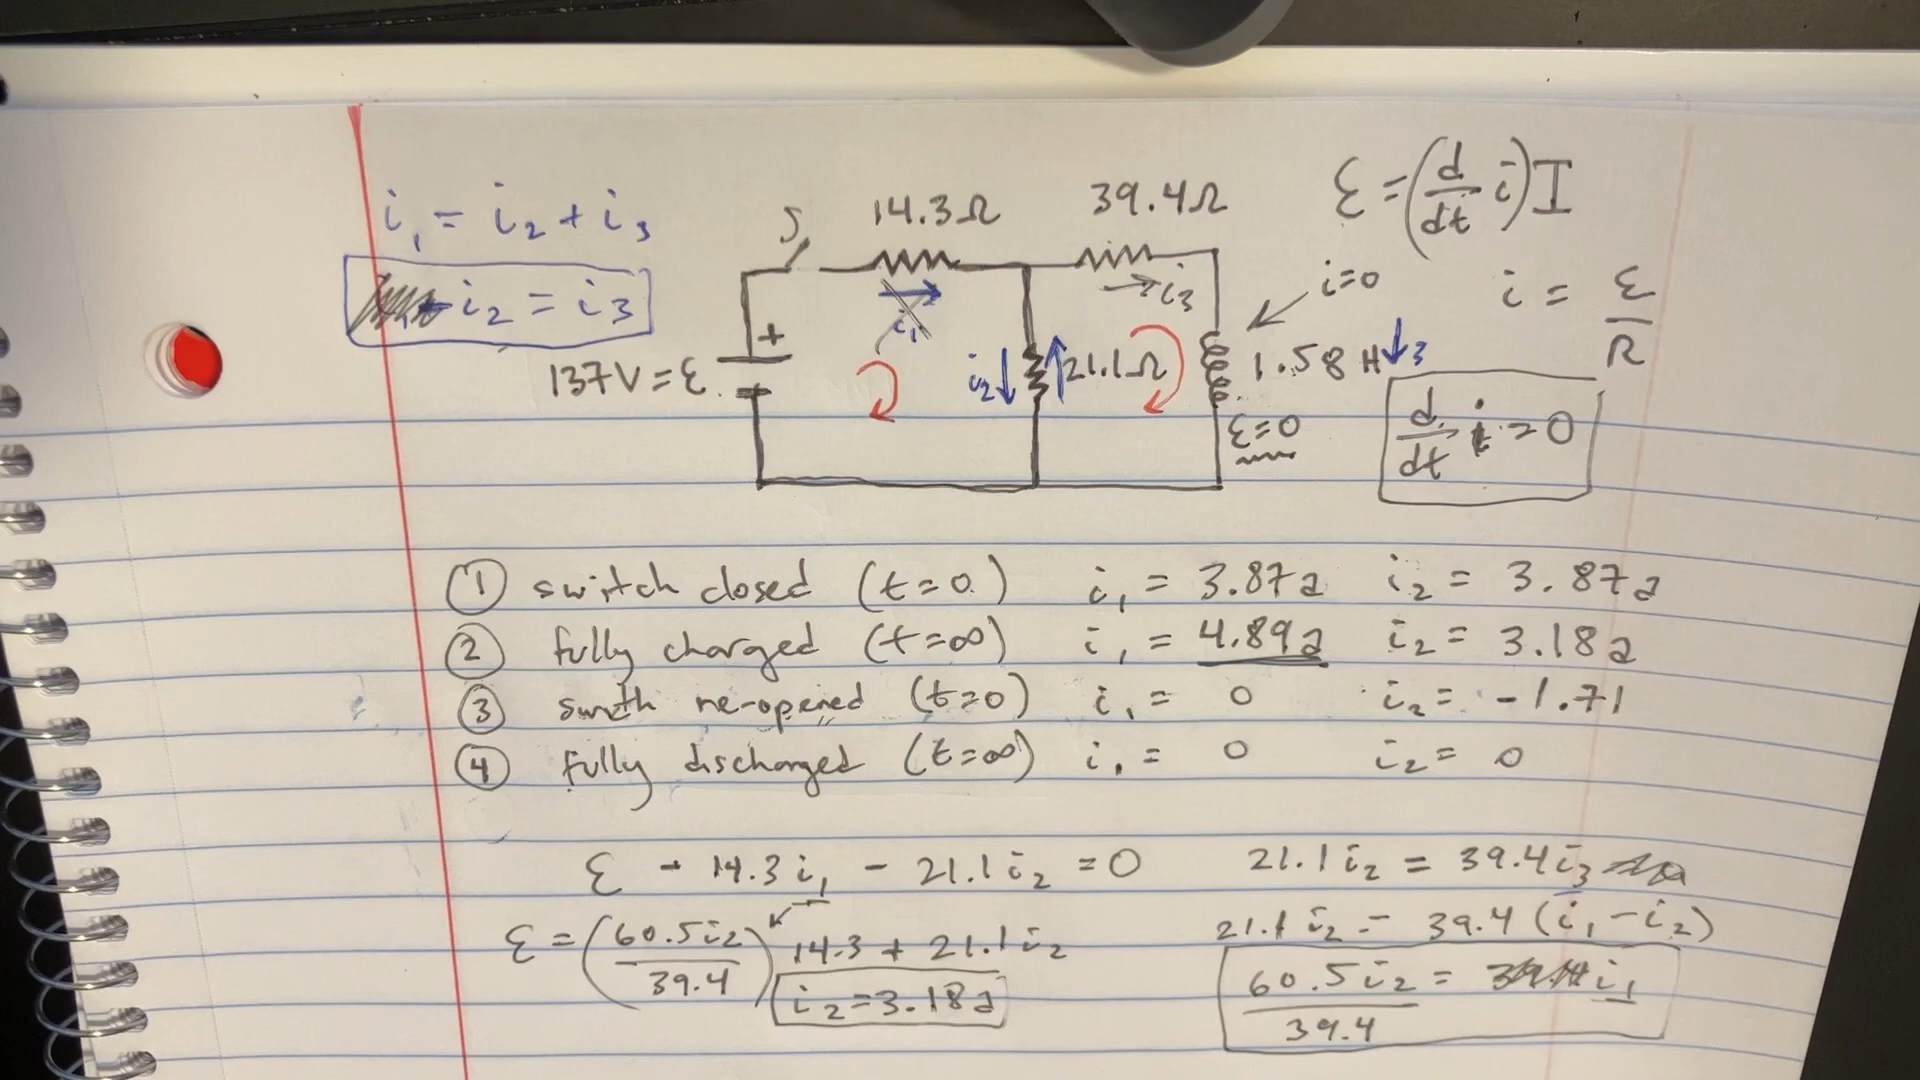 i₁ = i₂ + i₃
i₂ = i₃
S
14.3Ω
39.4Ω
ℰ = (d/dt i) I
i = ℰ/R
i=0
i₁
i₃
+
137V = ℰ
i₂
21.1Ω
1.58 H
3
ℰ=0
d/dt i = 0
① switch closed (t=0) i₁ = 3.87a i₂ = 3.87a
② fully charged (t=∞) i₁ = 4.89a i₂ = 3.18a
③ swith re-opened (t=0) i₁ = 0 i₂ = -1.71
④ fully discharged (t=∞) i₁ = 0 i₂ = 0
ℰ - 14.3 i₁ - 21.1 i₂ = 0
21.1 i₂ = 39.4 i₃
ℰ = (60.5 i₂ / 39.4) 14.3 + 21.1 i₂
21.1 i₂ = 39.4 (i₁ - i₂)
i₂ = 3.18a
60.5 i₂ / 39.4 = i₁